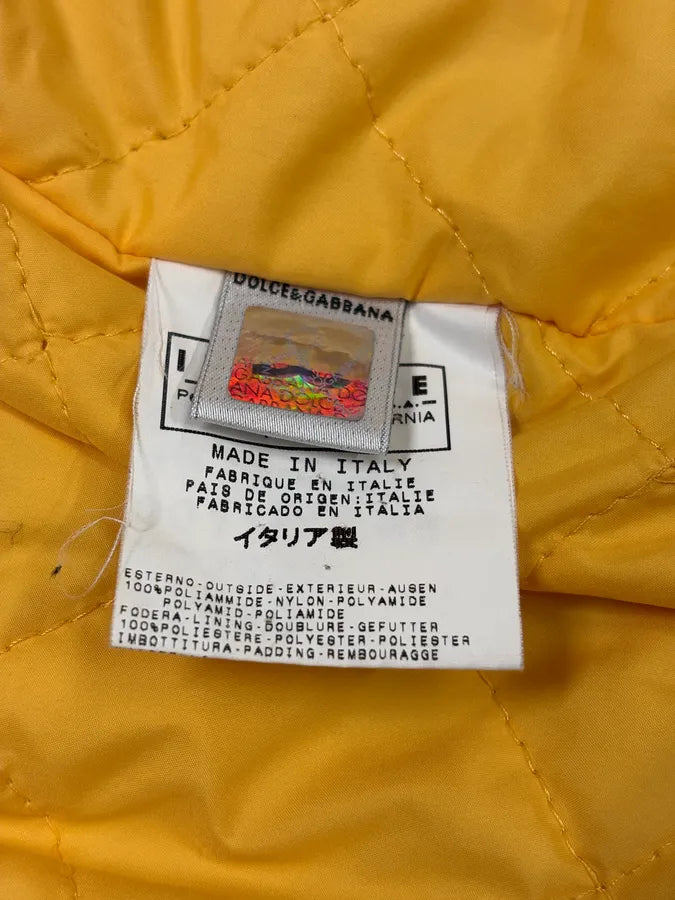 DOLCE&GABBANA
I
E
.A.
RNIA
MADE IN ITALY
FABRIQUE EN ITALIE
PAIS DE ORIGEN:ITALIE
FABRICADO EN ITALIA
イタリア製
ESTERNO-OUTSIDE-EXTERIEUR-AUSEN
100%POLIAMMIDE-NYLON-POLYAMIDE
POLYAMID-POLIAMIDE
FODERA-LINING-DOUBLURE-GEFUTTER
100%POLIESTERE-POLYESTER-POLIESTER
IMBOTTITURA-PADDING-REMBOURAGGE